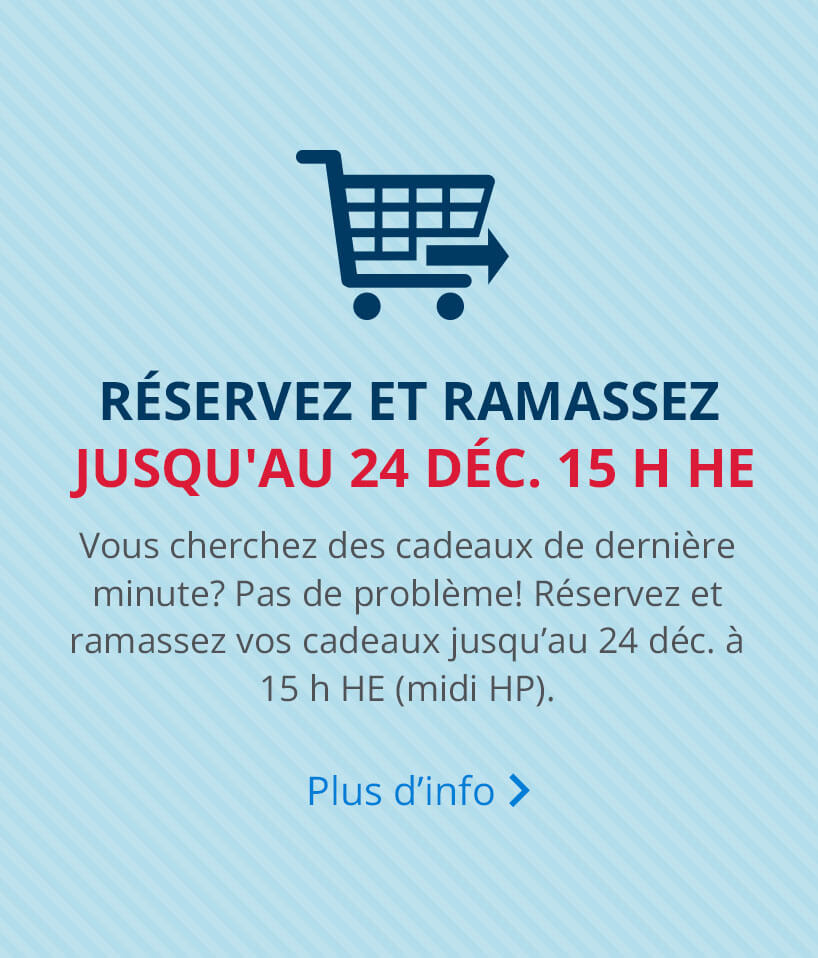 RÉSERVEZ ET RAMASSEZ
JUSQU'AU 24 DÉC. 15 H HE
Vous cherchez des cadeaux de dernière
minute? Pas de problème! Réservez et
ramassez vos cadeaux jusqu’au 24 déc. à
15 h HE (midi HP).
Plus d’info